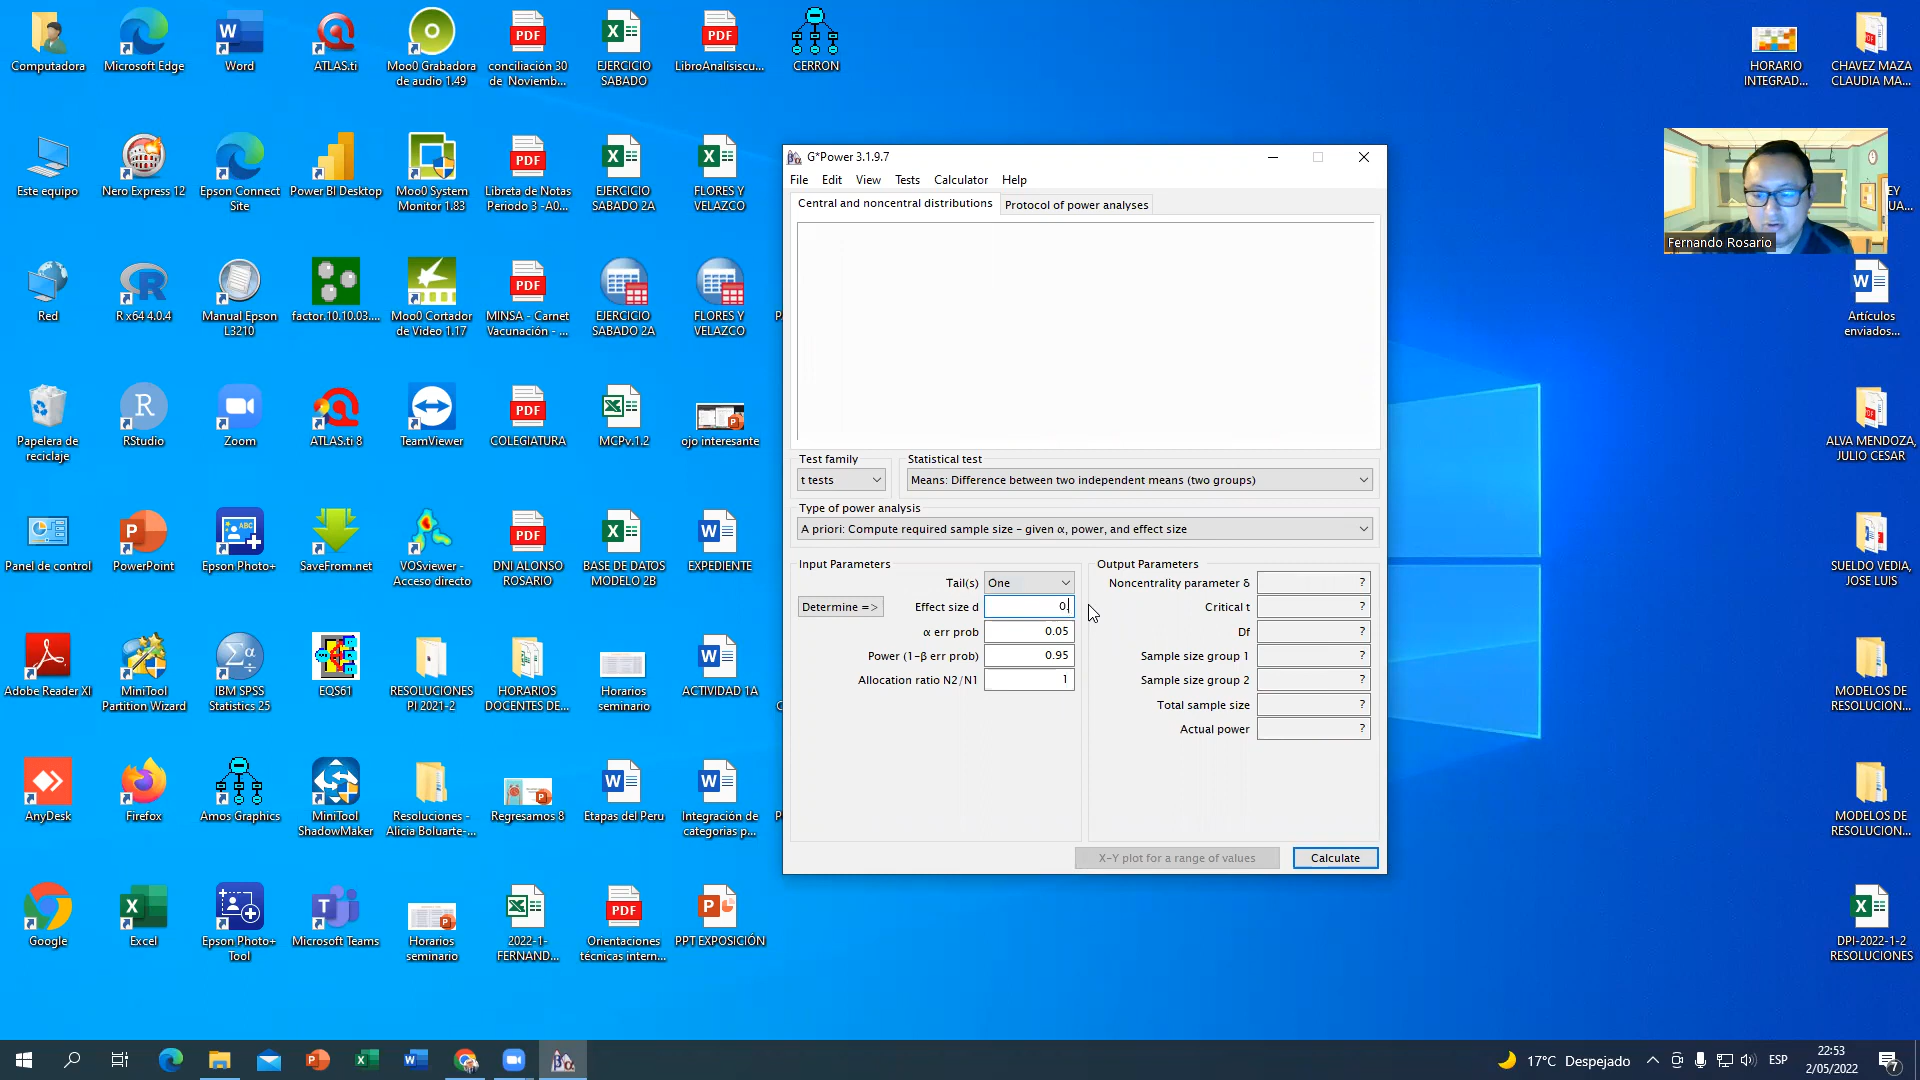 Computadora
Microsoft Edge
Word
ATLAS.ti
Moo0 Grabadora
de audio 1.49
conciliación 30
de Noviemb...
EJERCICIO
SABADO
LibroAnalisiscu...
CERRON
HORARIO
INTEGRAD...
CHAVEZ MAZA
CLAUDIA MA...
Este equipo
Nero Express 12
Epson Connect
Site
Power BI Desktop
Moo0 System
Monitor 1.83
Libreta de Notas
Periodo 3 -A0...
EJERCICIO
SABADO 2A
FLORES Y
VELAZCO
Red
R x64 4.0.4
Manual Epson
L3210
factor.10.10.03....
Moo0 Cortador
de Video 1.17
MINSA - Carnet
Vacunación - ...
EJERCICIO
SABADO 2A
FLORES Y
VELAZCO
Fernando Rosario
Artículos
enviados...
Papelera de
reciclaje
RStudio
Zoom
ATLAS.ti 8
TeamViewer
COLEGIATURA
MCPv.1.2
ojo interesante
ALVA MENDOZA,
JULIO CESAR
Panel de control
PowerPoint
Epson Photo+
SaveFrom.net
VOSviewer -
Acceso directo
DNI ALONSO
ROSARIO
BASE DE DATOS
MODELO 2B
EXPEDIENTE
SUELDO VEDIA,
JOSE LUIS
Adobe Reader XI
MiniTool
Partition Wizard
IBM SPSS
Statistics 25
EQS61
RESOLUCIONES
PI 2021-2
HORARIOS
DOCENTES DE...
Horarios
seminario
ACTIVIDAD 1A
MODELOS DE
RESOLUCION...
AnyDesk
Firefox
Amos Graphics
MiniTool
ShadowMaker
Resoluciones -
Alicia Boluarte-...
Regresamos 8
Etapas del Peru
Integración de
categorias p...
MODELOS DE
RESOLUCION...
Google
Excel
Epson Photo+
Tool
Microsoft Teams
Horarios
seminario
2022-1-
FERNAND...
Orientaciones
técnicas intern...
PPT EXPOSICIÓN
DPI-2022-1-2
RESOLUCIONES
G*Power 3.1.9.7
File Edit View Tests Calculator Help
Central and noncentral distributions
Protocol of power analyses
Test family
Statistical test
t tests
Means: Difference between two independent means (two groups)
Type of power analysis
A priori: Compute required sample size – given α, power, and effect size
Input Parameters
Output Parameters
Tail(s) One
Noncentrality parameter δ ?
Determine =>
Effect size d 0.
Critical t ?
α err prob 0.05
Df ?
Power (1-β err prob) 0.95
Sample size group 1 ?
Allocation ratio N2/N1 1
Sample size group 2 ?
Total sample size ?
Actual power ?
X-Y plot for a range of values
Calculate
17°C Despejado
ESP
22:53
2/05/2022
7